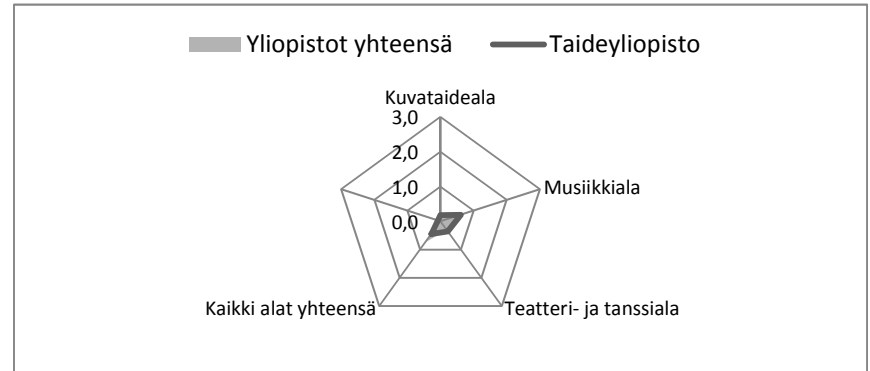 Yliopistot yhteensä Taideyliopisto
Kuvataideala
3,0
2,0
1,0
0,0
Musiikkiala
Kaikki alat yhteensä
Teatteri- ja tanssiala